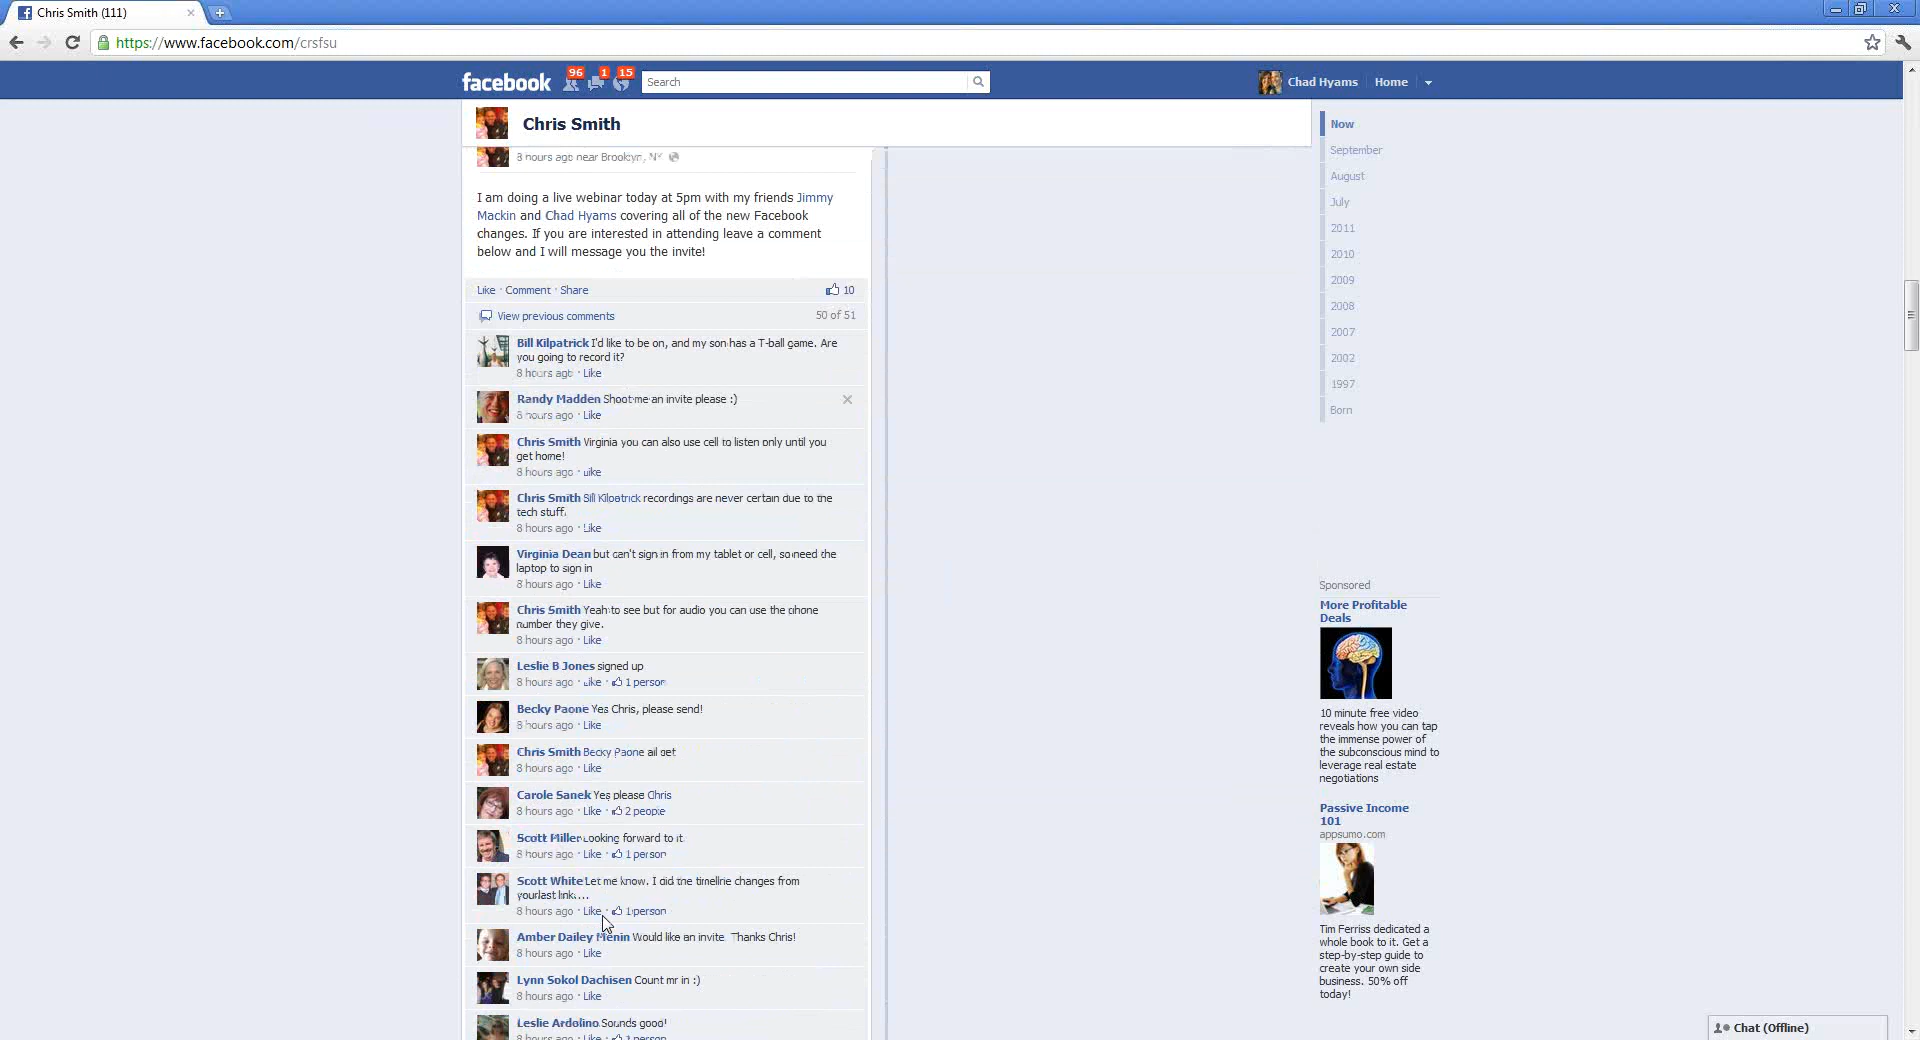 Chris Smith (111)
https://www.facebook.com/crsfsu
facebook 96 1 15 Search Chad Hyams Home
Chris Smith
8 hours ago near Brooklyn, NY
I am doing a live webinar today at 5pm with my friends Jimmy
Mackin and Chad Hyams covering all of the new Facebook
changes. If you are interested in attending leave a comment
below and I will message you the invite!
Like · Comment · Share 10
View previous comments 50 of 51
Bill Kilpatrick I'd like to be on, and my son has a T-ball game. Are
you going to record it?
8 hours ago · Like
Randy Madden Shoot me an invite please :)
8 hours ago · Like
Chris Smith Virginia you can also use cell to listen only until you
get home!
8 hours ago · Like
Chris Smith Bill Kilpatrick recordings are never certain due to the
tech stuff.
8 hours ago · Like
Virginia Dean but can't sign in from my tablet or cell, so need the
laptop to sign in
8 hours ago · Like
Chris Smith Yeah to see but for audio you can use the phone
number they give.
8 hours ago · Like
Leslie B Jones signed up
8 hours ago · Like · 1 person
Becky Paone Yes Chris, please send!
8 hours ago · Like
Chris Smith Becky Paone all set
8 hours ago · Like
Carole Sanek Yes please Chris
8 hours ago · Like · 2 people
Scott Miller Looking forward to it.
8 hours ago · Like · 1 person
Scott White Let me know. I did the timeline changes from
your last link....
8 hours ago · Like · 1 person
Amber Dailey Menin Would like an invite. Thanks Chris!
8 hours ago · Like
Lynn Sokol Dachisen Count mr in :)
8 hours ago · Like
Leslie Ardolino Sounds good!
8 hours ago · Like · 1 person
Now
September
August
July
2011
2010
2009
2008
2007
2002
1997
Born
Sponsored
More Profitable
Deals
10 minute free video
reveals how you can tap
the immense power of
the subconscious mind to
leverage real estate
negotiations
Passive Income
101
appsumo.com
Tim Ferriss dedicated a
whole book to it. Get a
step-by-step guide to
create your own side
business. 50% off
today!
Chat (Offline)